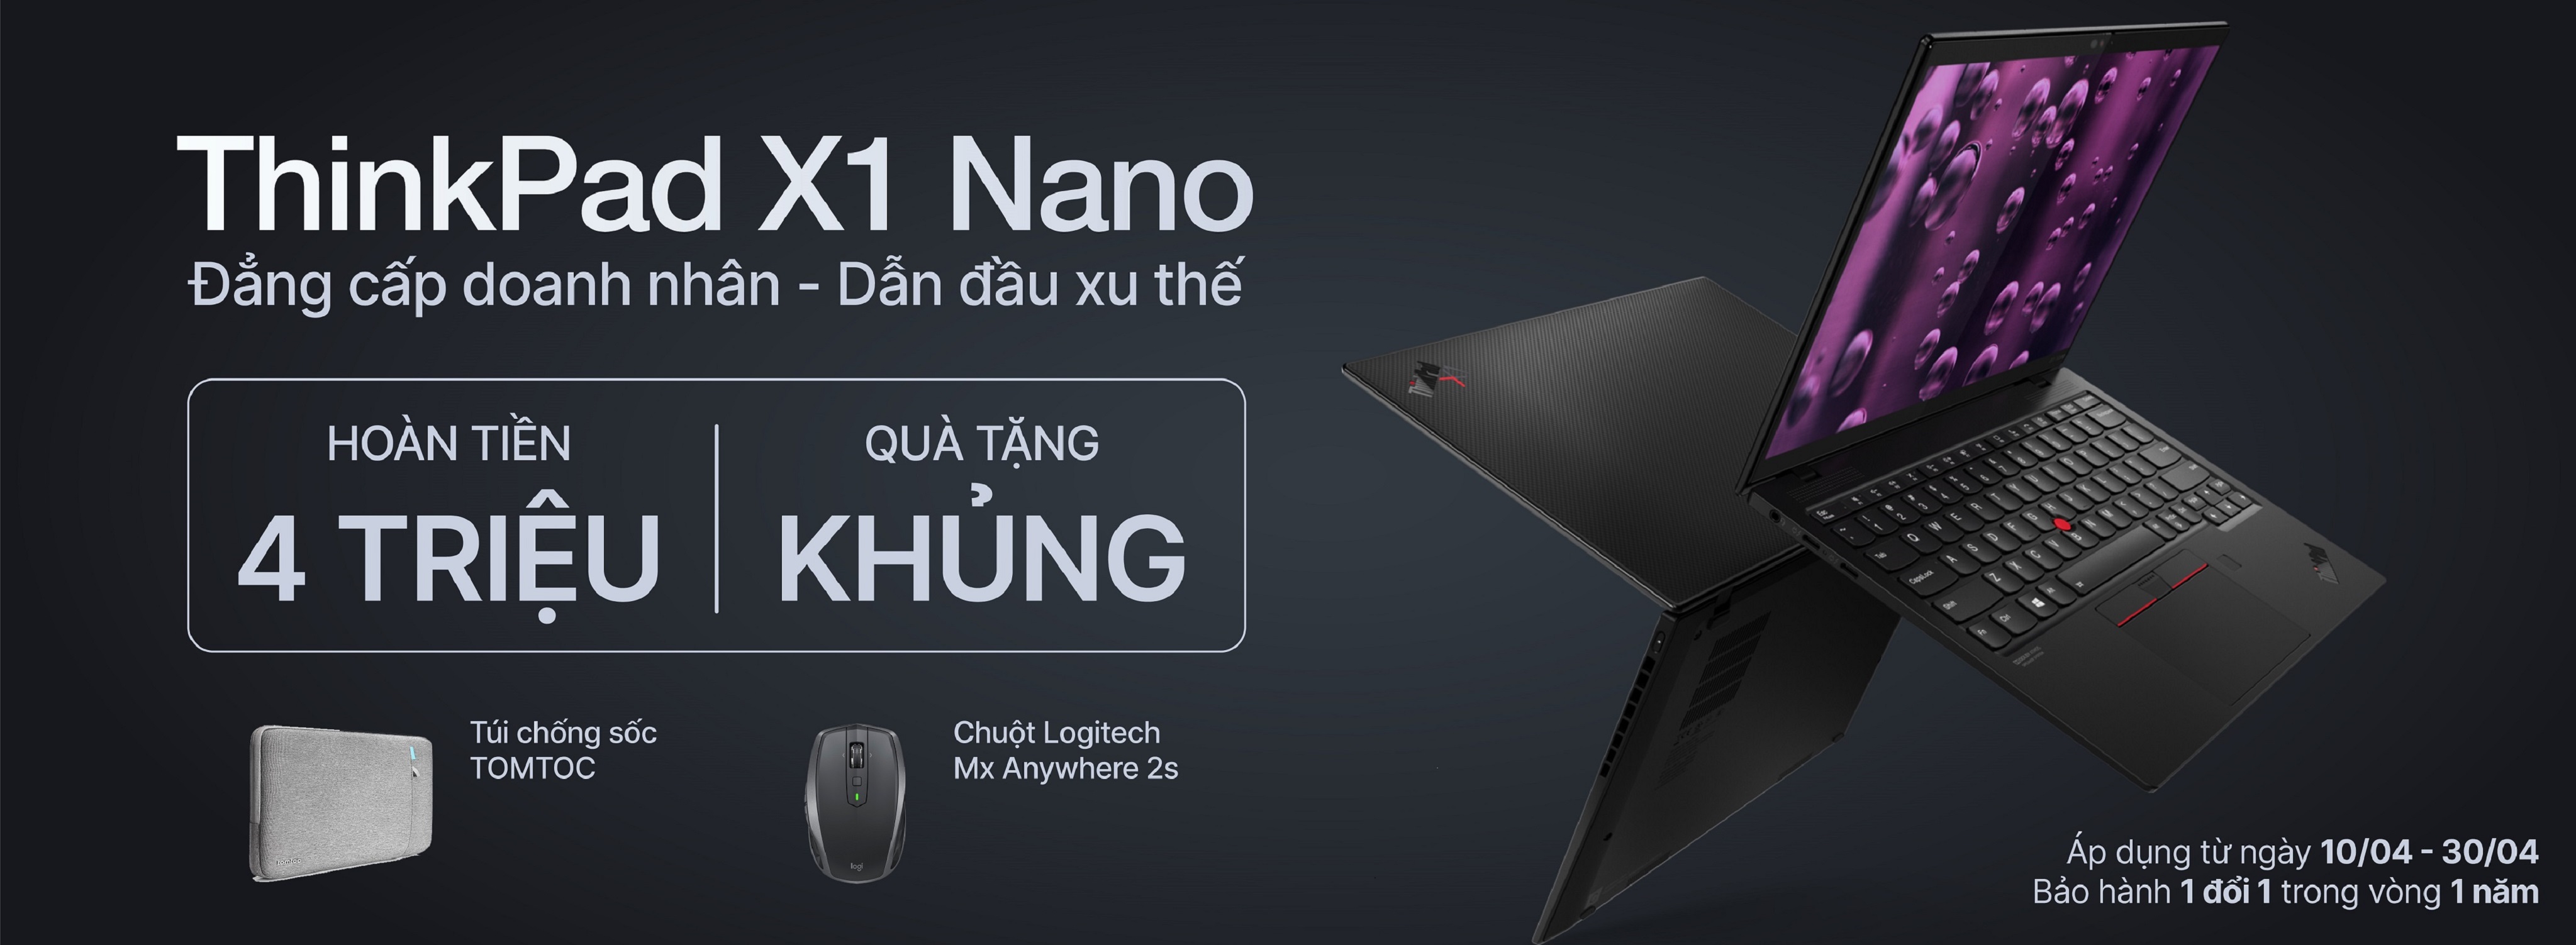 ThinkPad X1 Nano
Đẳng cấp doanh nhân - Dẫn đầu xu thế
HOÀN TIỀN
4 TRIỆU
QUÀ TẶNG
KHỦNG
Túi chống sốc
TOMTOC
Chuột Logitech
Mx Anywhere 2s
logi
Áp dụng từ ngày 10/04 - 30/04
Bảo hành 1 đổi 1 trong vòng 1 năm